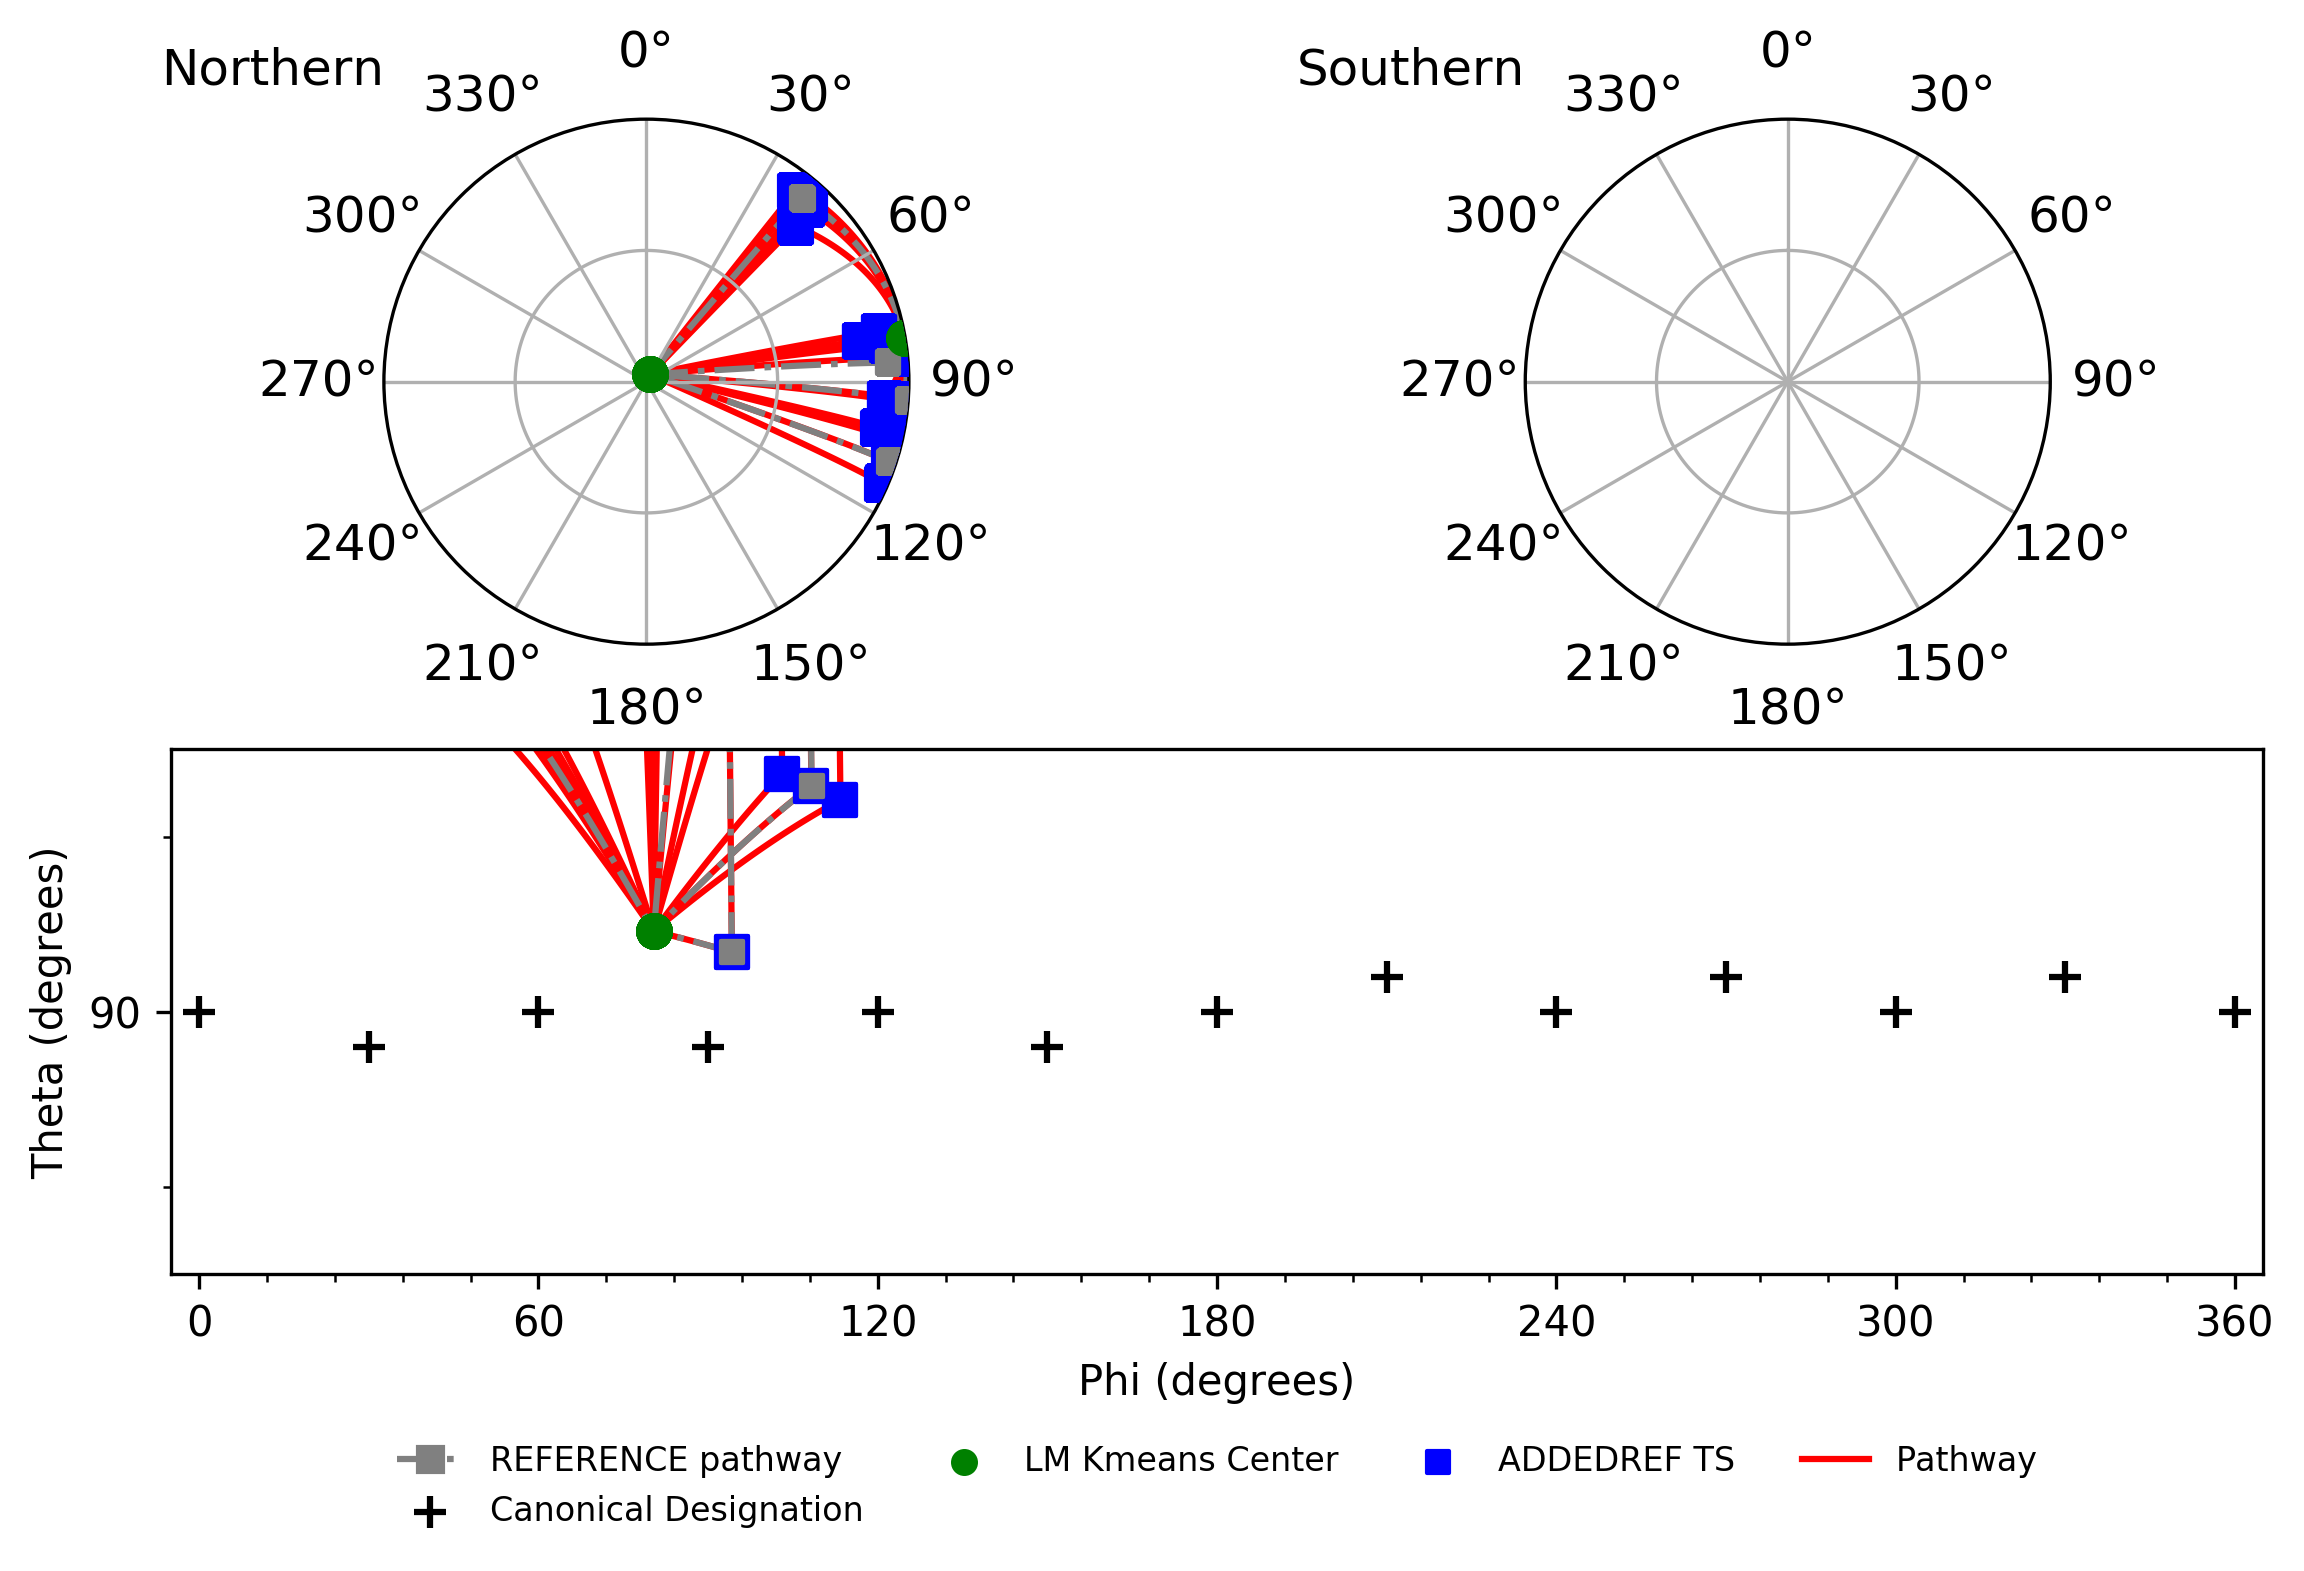 Northern
0°
30°
60°
90°
120°
150°
180°
210°
240°
270°
300°
330°
Southern
0°
30°
60°
90°
120°
150°
180°
210°
240°
270°
300°
330°
Theta (degrees)
90
0 60 120 180 240 300 360
Phi (degrees)
REFERENCE pathway
Canonical Designation
LM Kmeans Center
ADDEDREF TS
Pathway